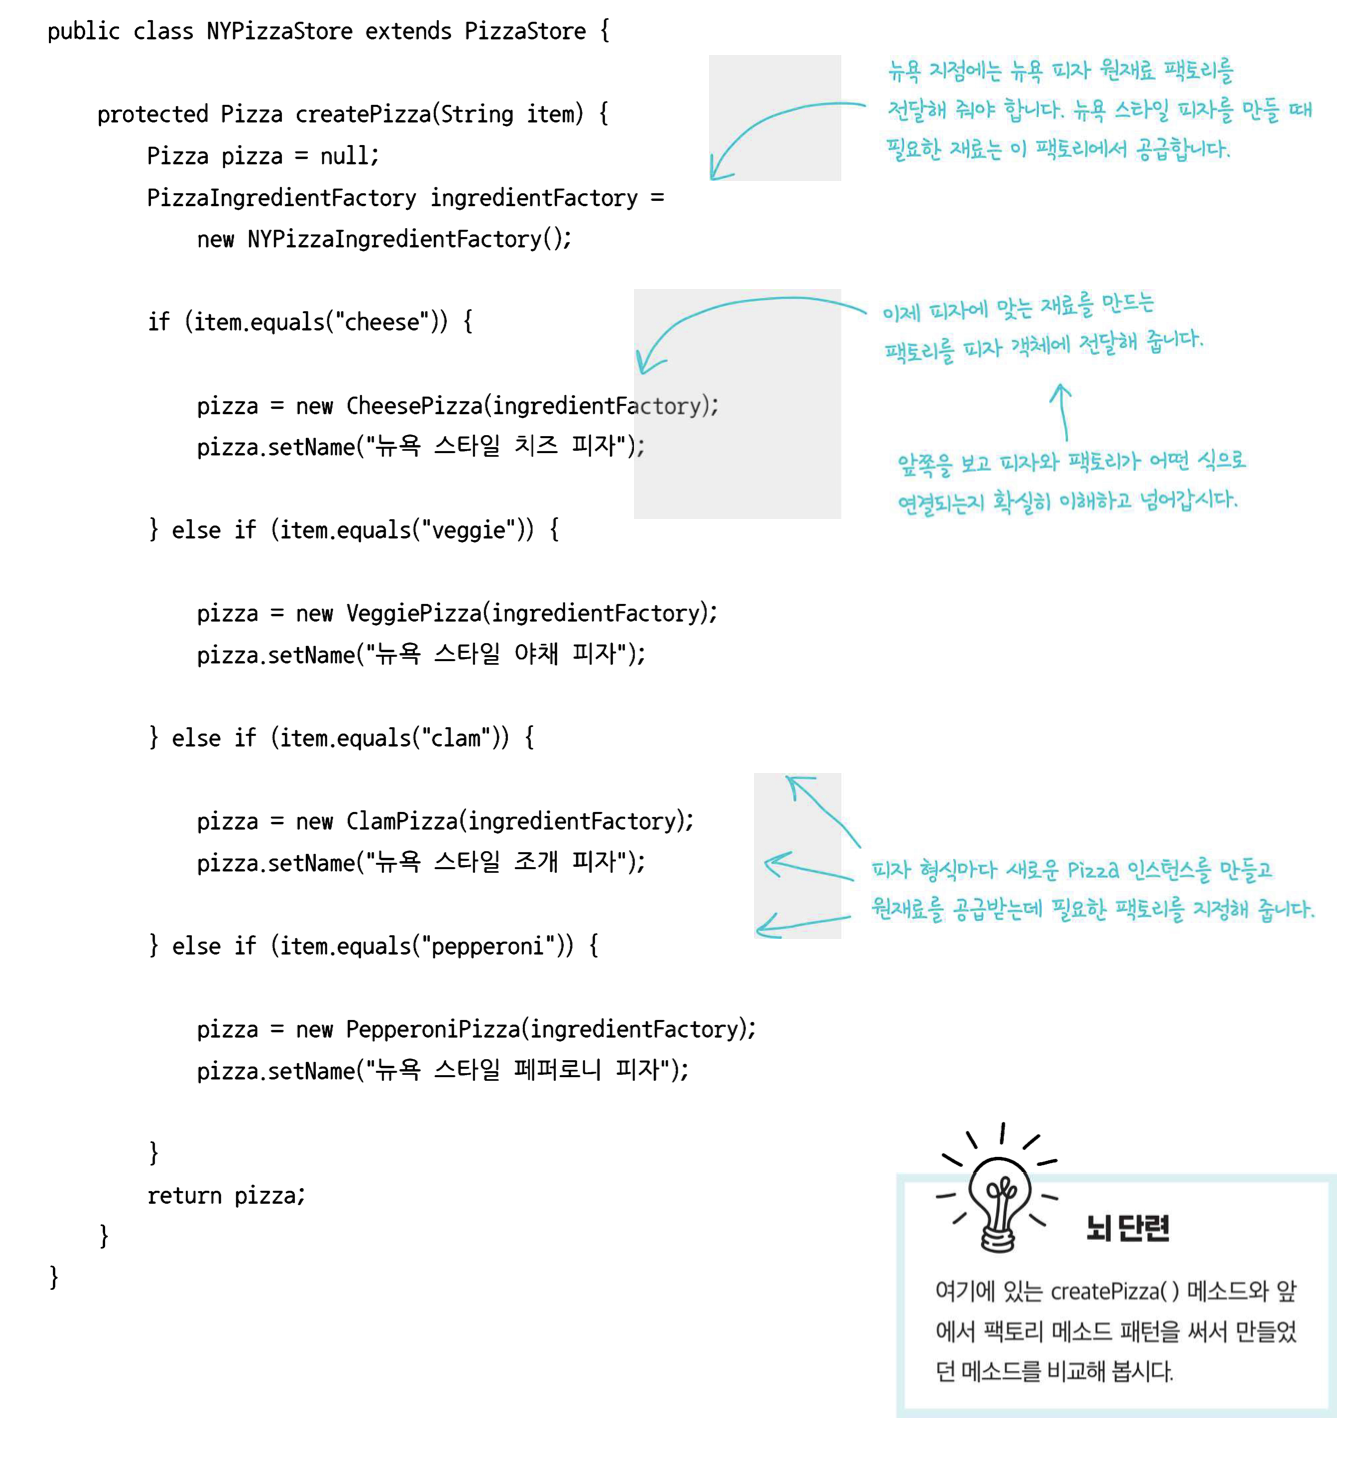 public class NYPizzaStore extends PizzaStore {
protected Pizza createPizza(String item) {
Pizza pizza = null;
PizzaIngredientFactory ingredientFactory =
new NYPizzaIngredientFactory();
뉴욕 지점에는 뉴욕 피자 원재료 팩토리를
전달해 줘야 합니다. 뉴욕 스타일 피자를 만들 때
필요한 재료는 이 팩토리에서 공급합니다.
if (item.equals("cheese")) {
pizza = new CheesePizza(ingredientFactory);
pizza.setName("뉴욕 스타일 치즈 피자");
이제 피자에 맞는 재료를 만드는
팩토리를 피자 객체에 전달해 줍니다.
앞쪽을 보고 피자와 팩토리가 어떤 식으로
연결되는지 확실히 이해하고 넘어갑시다.
} else if (item.equals("veggie")) {
pizza = new VeggiePizza(ingredientFactory);
pizza.setName("뉴욕 스타일 야채 피자");
} else if (item.equals("clam")) {
pizza = new ClamPizza(ingredientFactory);
pizza.setName("뉴욕 스타일 조개 피자");
피자 형식마다 새로운 Pizza 인스턴스를 만들고
원재료를 공급받는데 필요한 팩토리를 지정해 줍니다.
} else if (item.equals("pepperoni")) {
pizza = new PepperoniPizza(ingredientFactory);
pizza.setName("뉴욕 스타일 페퍼로니 피자");
}
return pizza;
}
}
뇌 단련
여기에 있는 createPizza( ) 메소드와 앞
에서 팩토리 메소드 패턴을 써서 만들었
던 메소드를 비교해 봅시다.